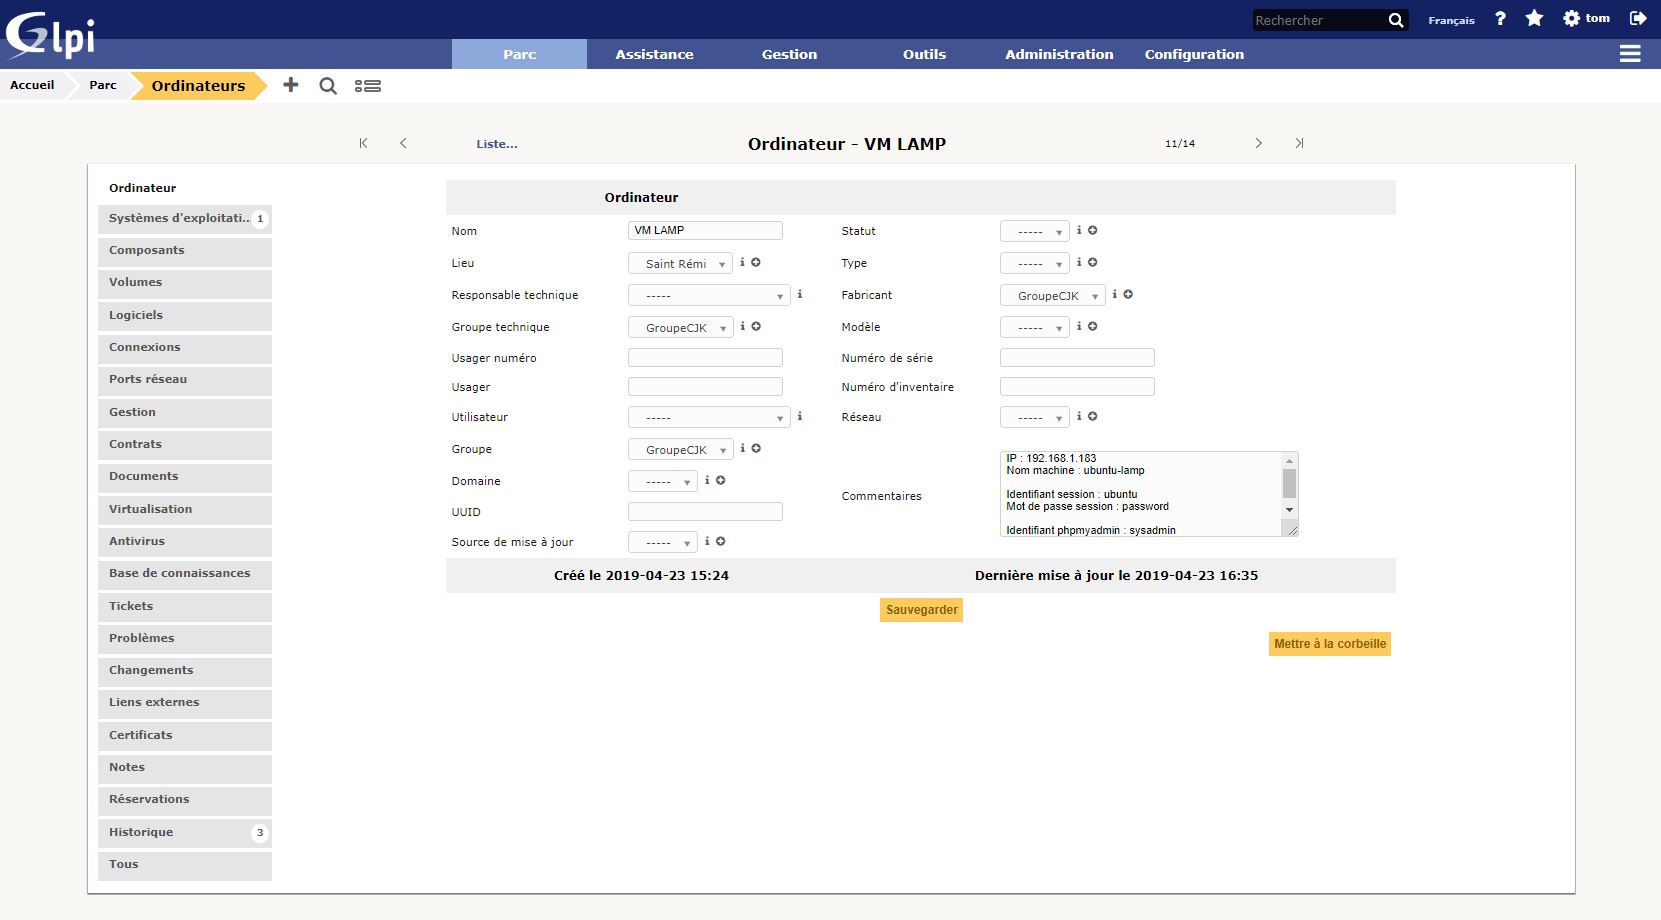 Glpi
Rechercher
Français
?
tom
Parc
Assistance
Gestion
Outils
Administration
Configuration
Accueil
Parc
Ordinateurs
Liste...
Ordinateur - VM LAMP
11/14
Ordinateur
Systèmes d'exploitati... 1
Composants
Volumes
Logiciels
Connexions
Ports réseau
Gestion
Contrats
Documents
Virtualisation
Antivirus
Base de connaissances
Tickets
Problèmes
Changements
Liens externes
Certificats
Notes
Réservations
Historique 3
Tous
Ordinateur
Nom VM LAMP
Statut -----
Lieu Saint Rémi
Type -----
Responsable technique -----
Fabricant GroupeCJK
Groupe technique GroupeCJK
Modèle -----
Usager numéro
Numéro de série
Usager
Numéro d'inventaire
Utilisateur -----
Réseau -----
Groupe GroupeCJK
Domaine -----
UUID
Source de mise à jour -----
Commentaires
IP : 192.168.1.183
Nom machine : ubuntu-lamp
Identifiant session : ubuntu
Mot de passe session : password
Identifiant phpmyadmin : sysadmin
Créé le 2019-04-23 15:24
Dernière mise à jour le 2019-04-23 16:35
Sauvegarder
Mettre à la corbeille